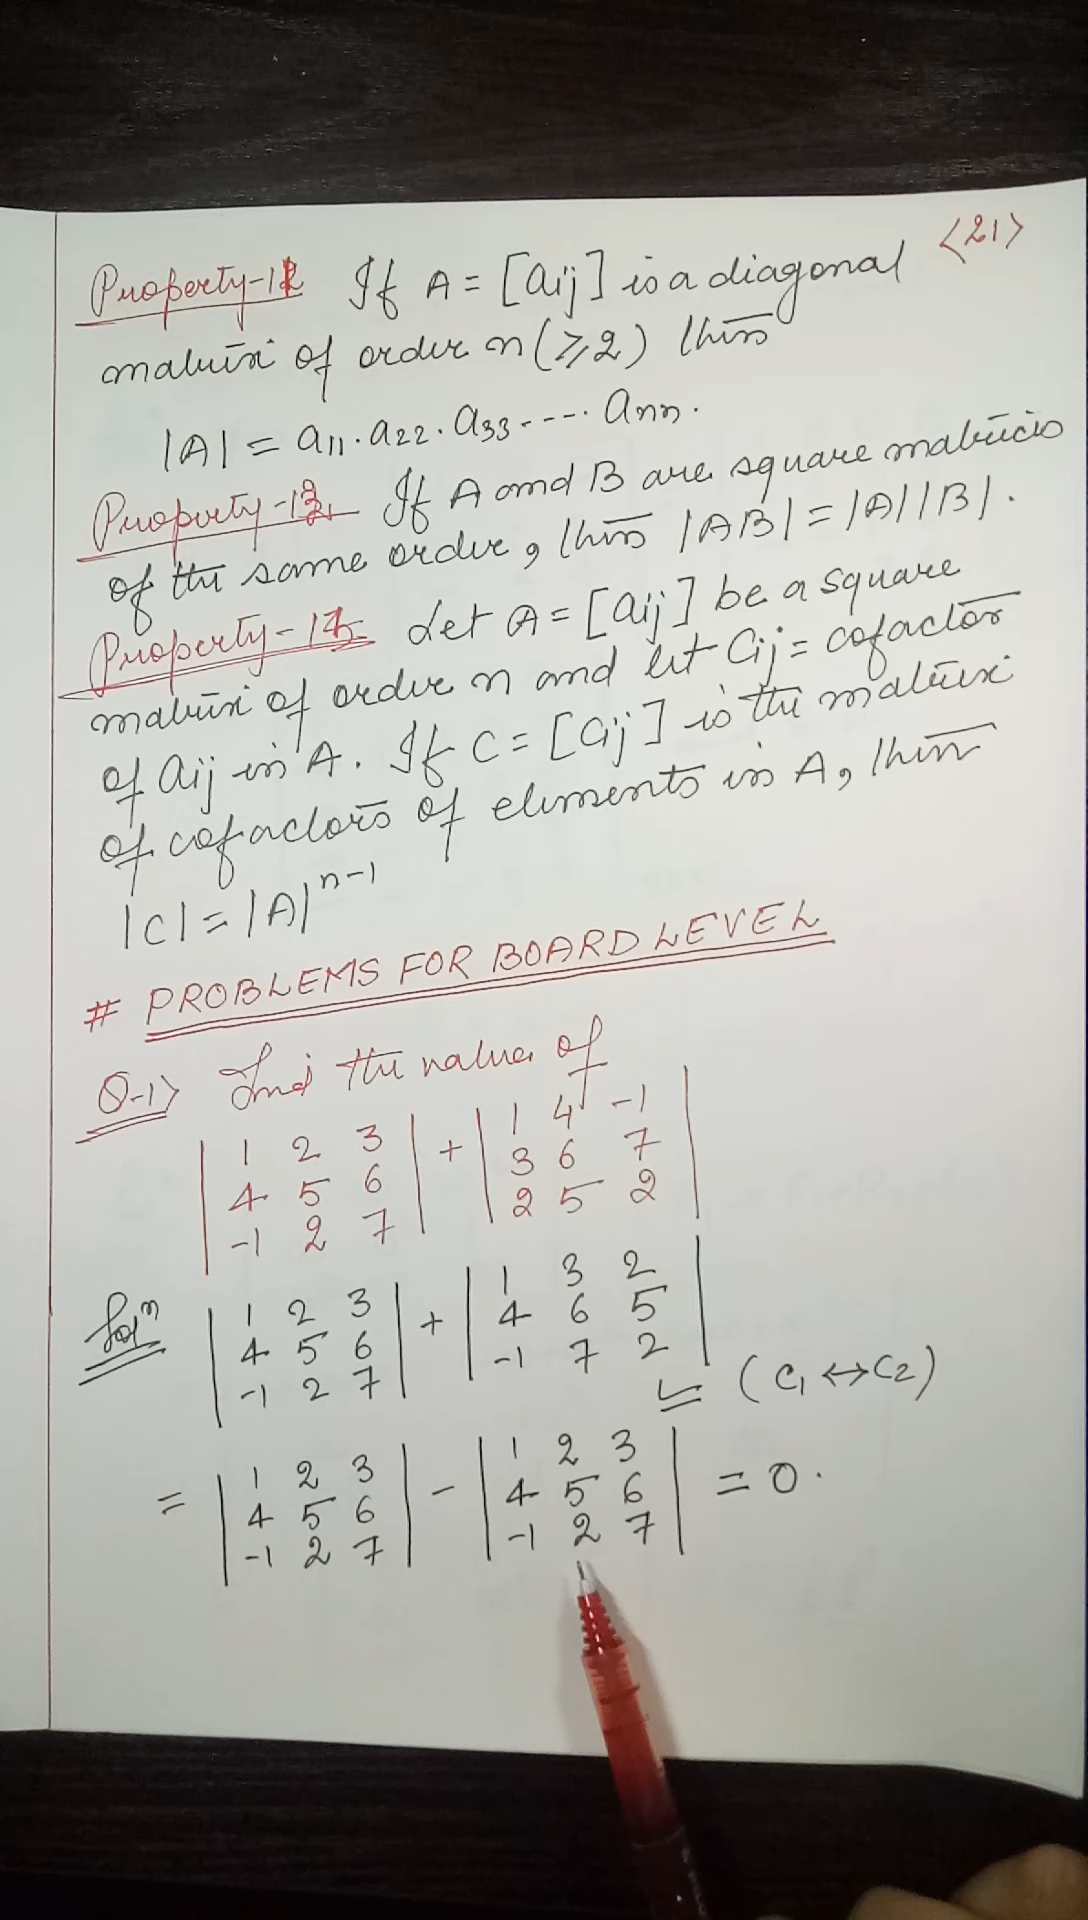 <21>
Property-12 If A = [aij] is a diagonal
matrix of order n (≥2) then
|A| = a11. a22. a33 ---. ann.
Property-13 If A and B are square matrices
of the same order, then |AB| = |A||B|.
Property-14 Let A = [aij] be a square
matrix of order n and let Cij = cofactor
of aij in A. If C = [Cij] is the matrix
of cofactors of elements in A, then
|C| = |A|^{n-1}
# PROBLEMS FOR BOARD LEVEL
Q-1> Find the value of
| 1 2 3 | + | 1 4 -1 |
| 4 5 6 | | 3 6 7 |
| -1 2 7 | | 2 5 2 |
Solⁿ | 1 2 3 | + | 1 3 2 |
| 4 5 6 | | 4 6 5 |
| -1 2 7 | | -1 7 2 |
(C1 ↔ C2)
= | 1 2 3 | - | 1 2 3 | = 0.
| 4 5 6 | | 4 5 6 |
| -1 2 7 | | -1 2 7 |